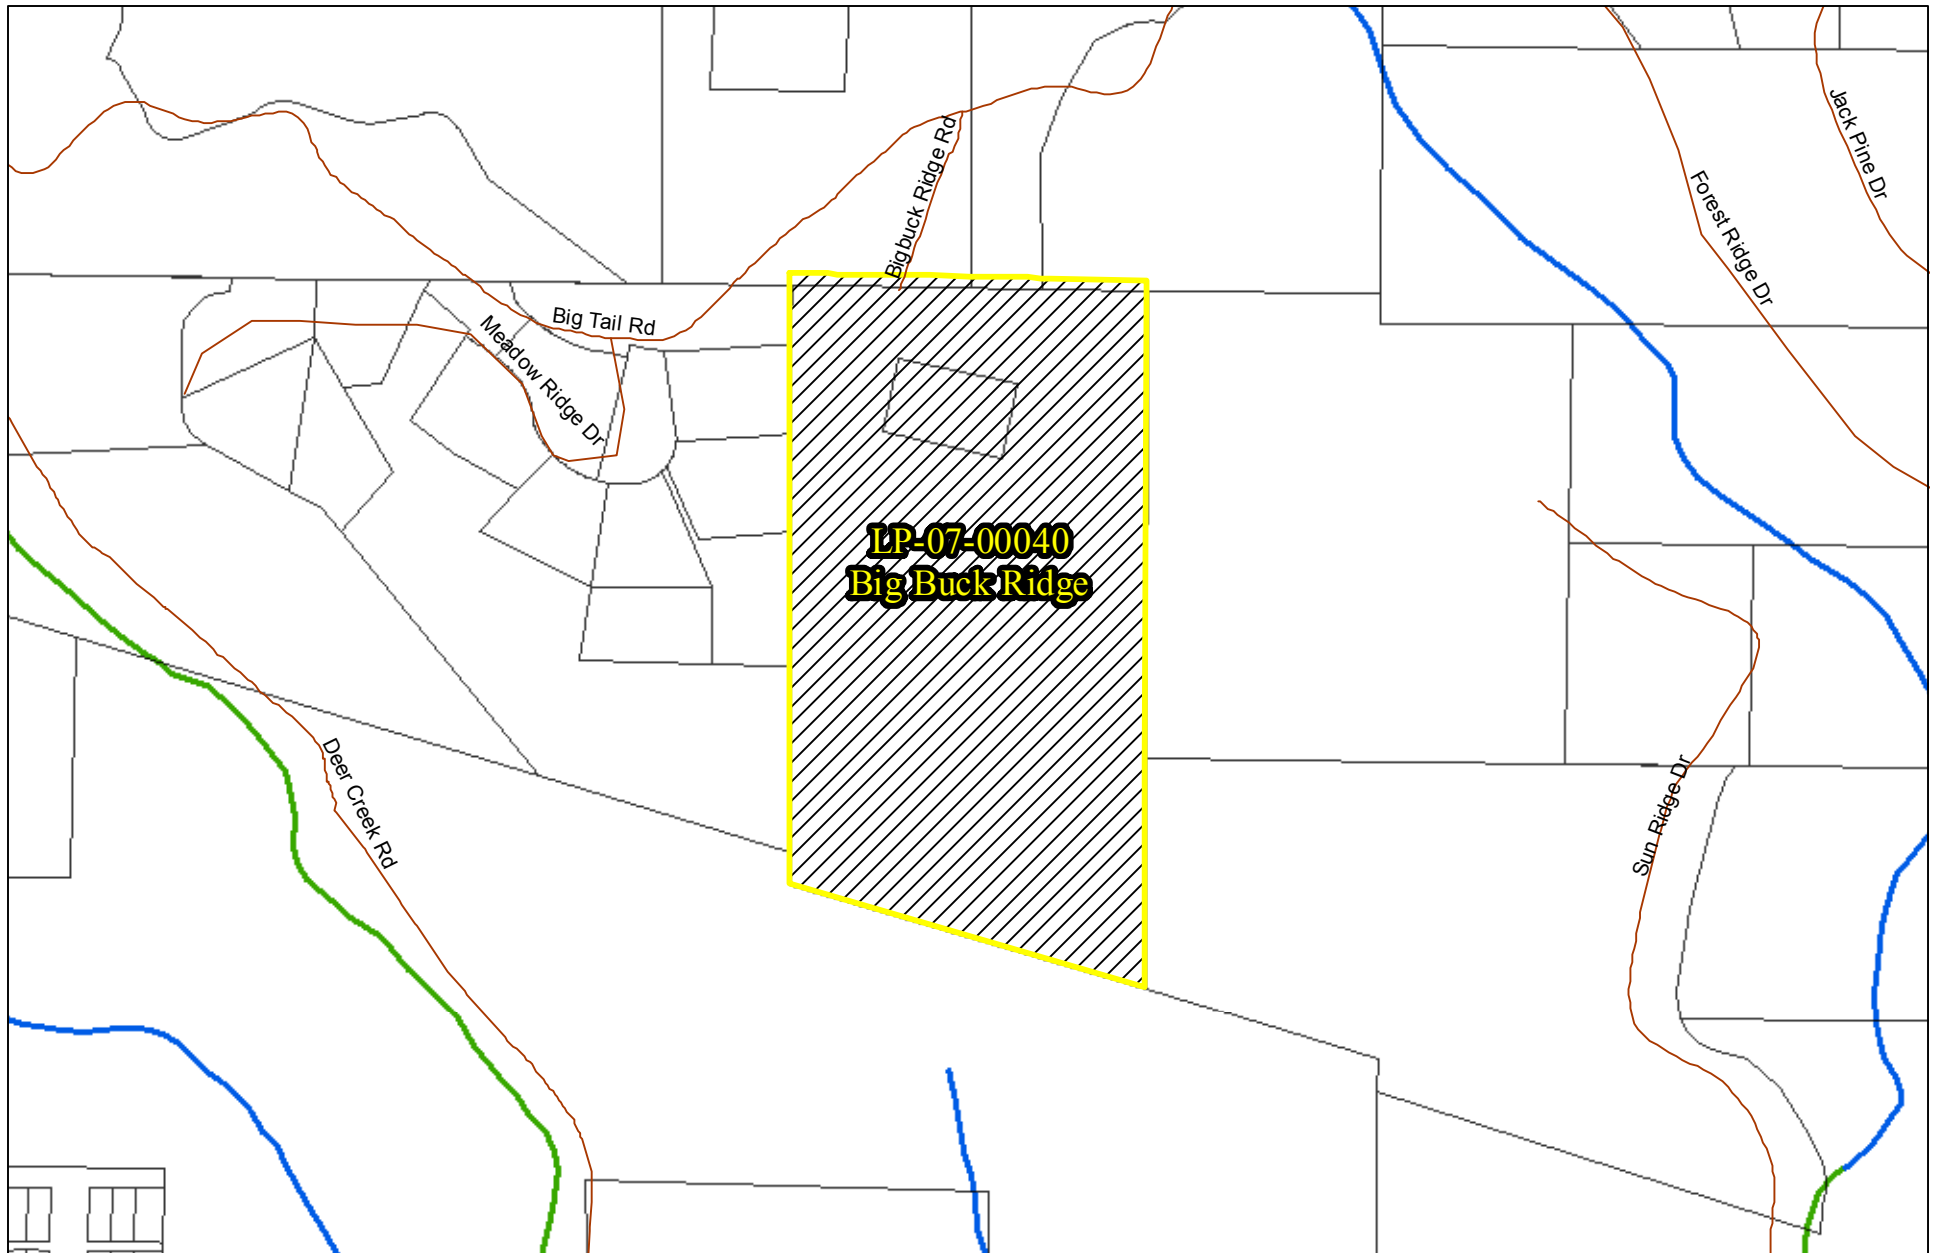 Jack Pine Dr
Bigbuck Ridge Rd
Forest Ridge Dr
Big Tail Rd
Meadow Ridge Dr
LP-07-00040
Big Buck Ridge
Deer Creek Rd
Sun Ridge Dr